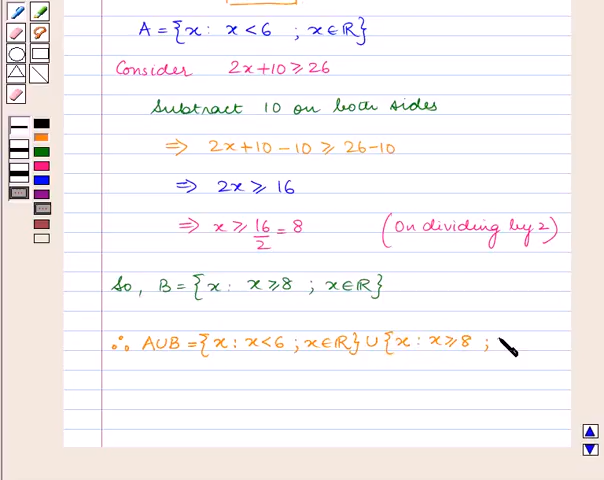 A = {x : x < 6 ; x ∈ ℝ}
Consider 2x+10 ⩾ 26
Subtract 10 on both sides
⇒ 2x+10 − 10 ⩾ 26 − 10
⇒ 2x ⩾ 16
⇒ x ⩾ 16/2 = 8 (On dividing by 2)
So, B = {x : x ⩾ 8 ; x ∈ ℝ}
∴ A∪B = {x : x < 6 ; x ∈ ℝ} ∪ {x : x ⩾ 8 ;